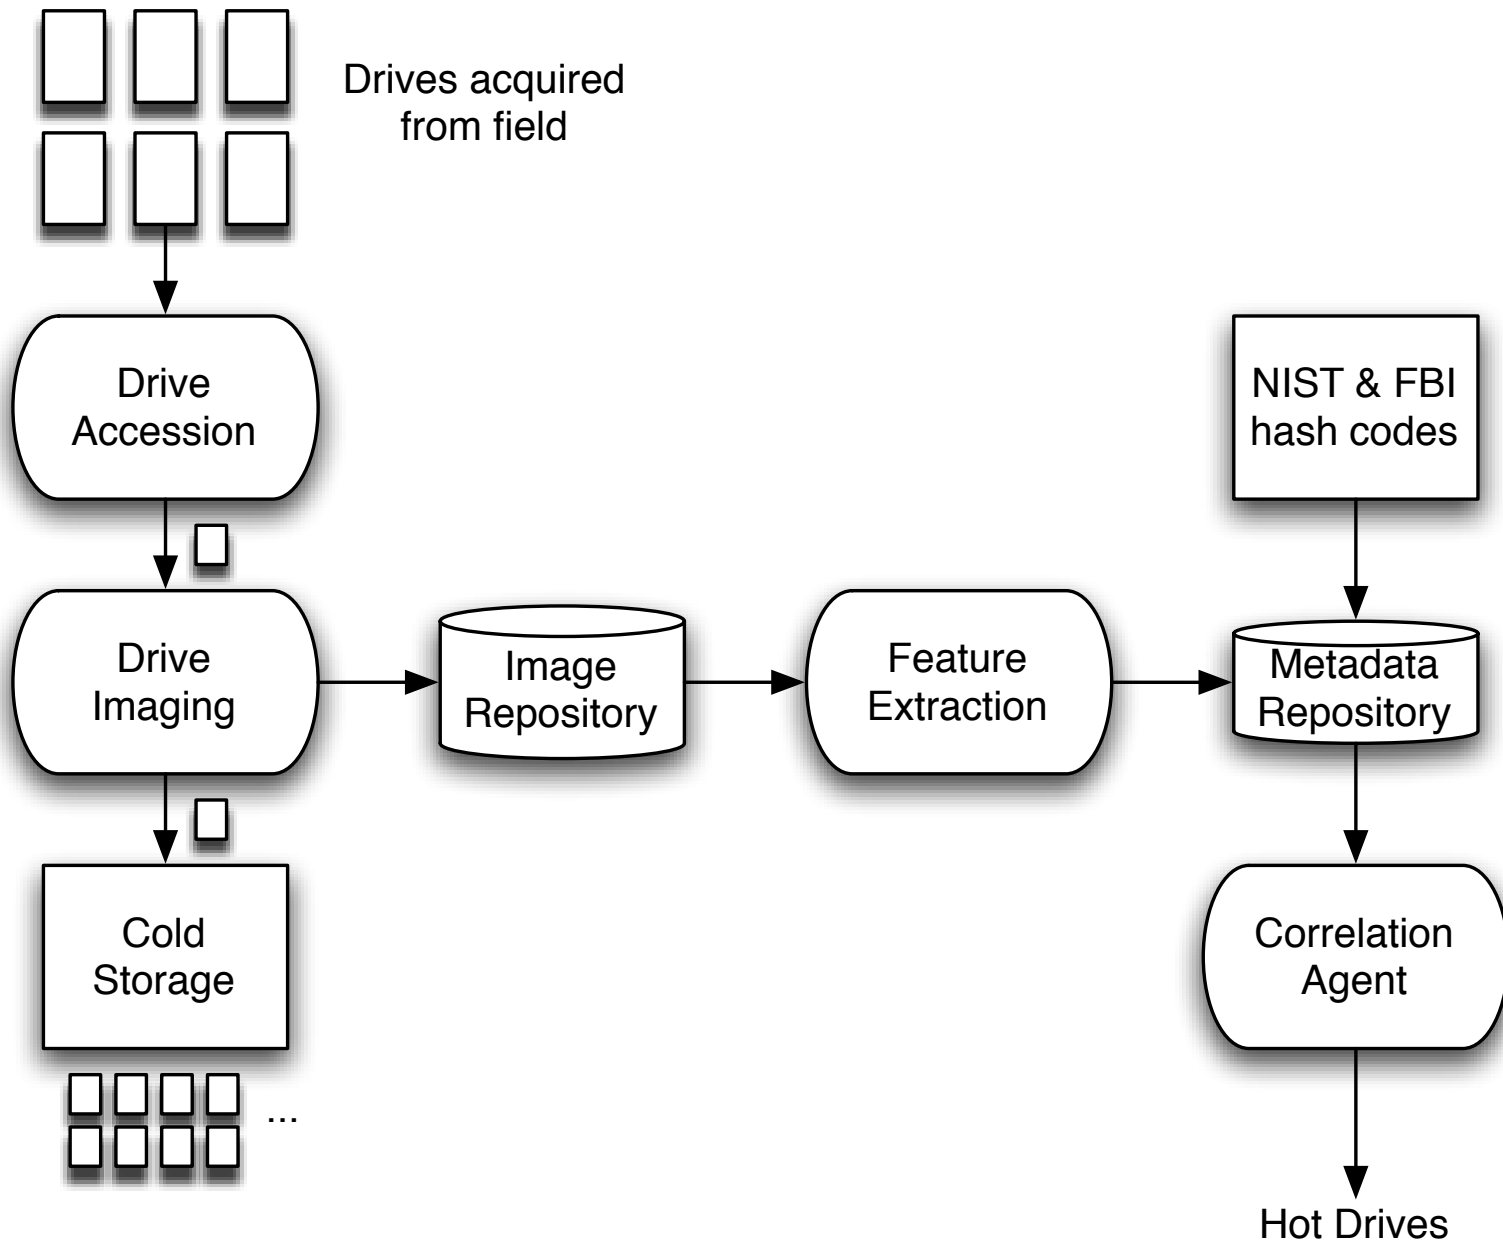 Drives acquired
from field
Drive
Accession
NIST & FBI
hash codes
Drive
Imaging
Image
Repository
Feature
Extraction
Metadata
Repository
Cold
Storage
...
Correlation
Agent
Hot Drives